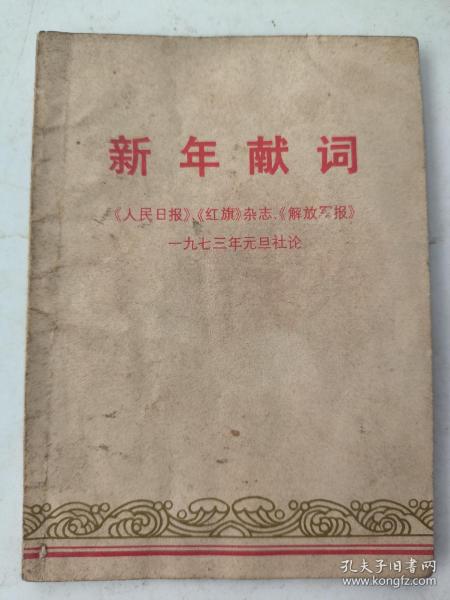 新年献词
《人民日报》、《红旗》杂志、《解放军报》
一九七三年元旦社论
孔夫子旧书网
www.kongfz.com